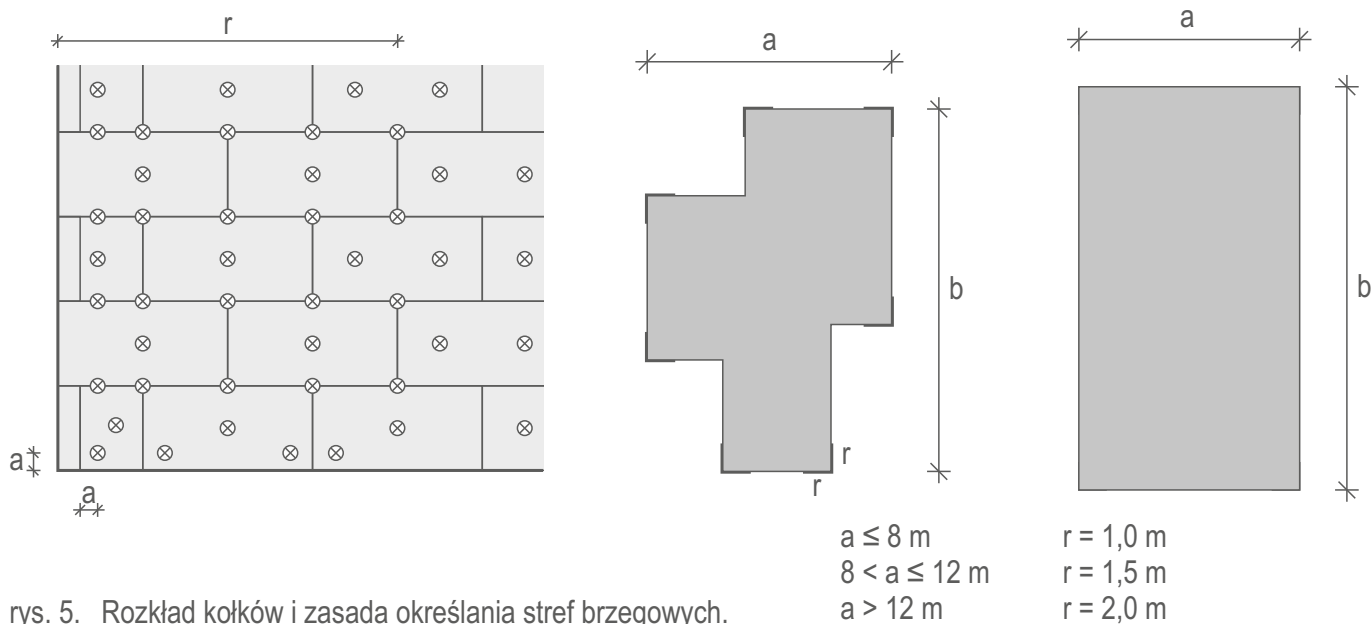 r
a
a
a
a
b
b
r
r
a ≤ 8 m r = 1,0 m
8 < a ≤ 12 m r = 1,5 m
a > 12 m r = 2,0 m
rys. 5. Rozkład kołków i zasada określania stref brzegowych.